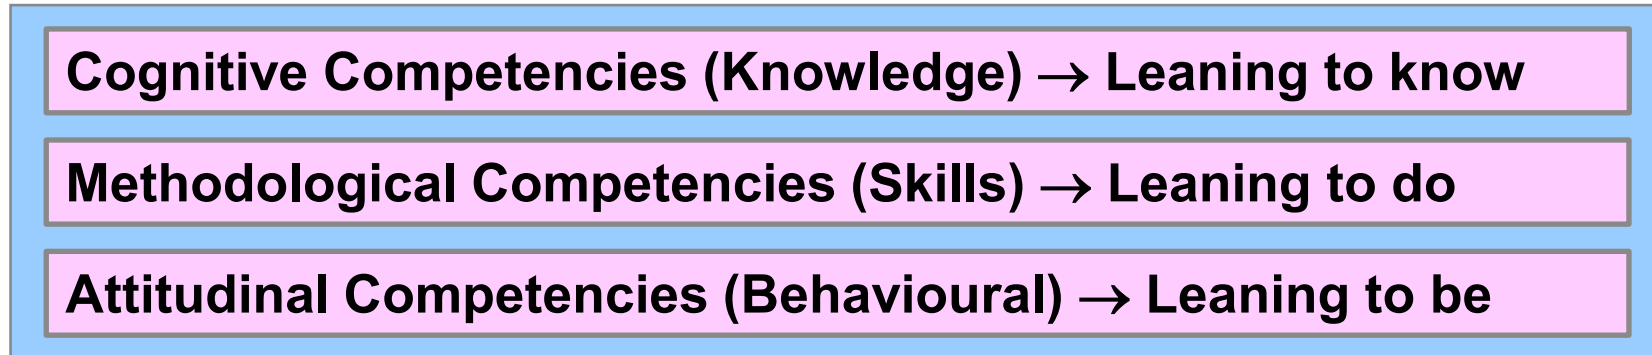 Cognitive Competencies (Knowledge) → Leaning to know
Methodological Competencies (Skills) → Leaning to do
Attitudinal Competencies (Behavioural) → Leaning to be